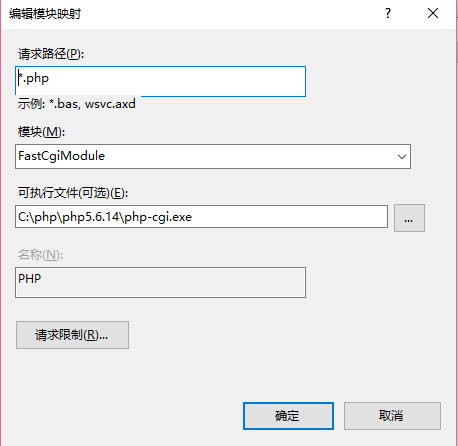 编辑模块映射
请求路径(P):
*.php
示例: *.bas, wsvc.axd
模块(M):
FastCgiModule
可执行文件(可选)(E):
C:\php\php5.6.14\php-cgi.exe
...
名称(N):
PHP
请求限制(R)...
确定
取消